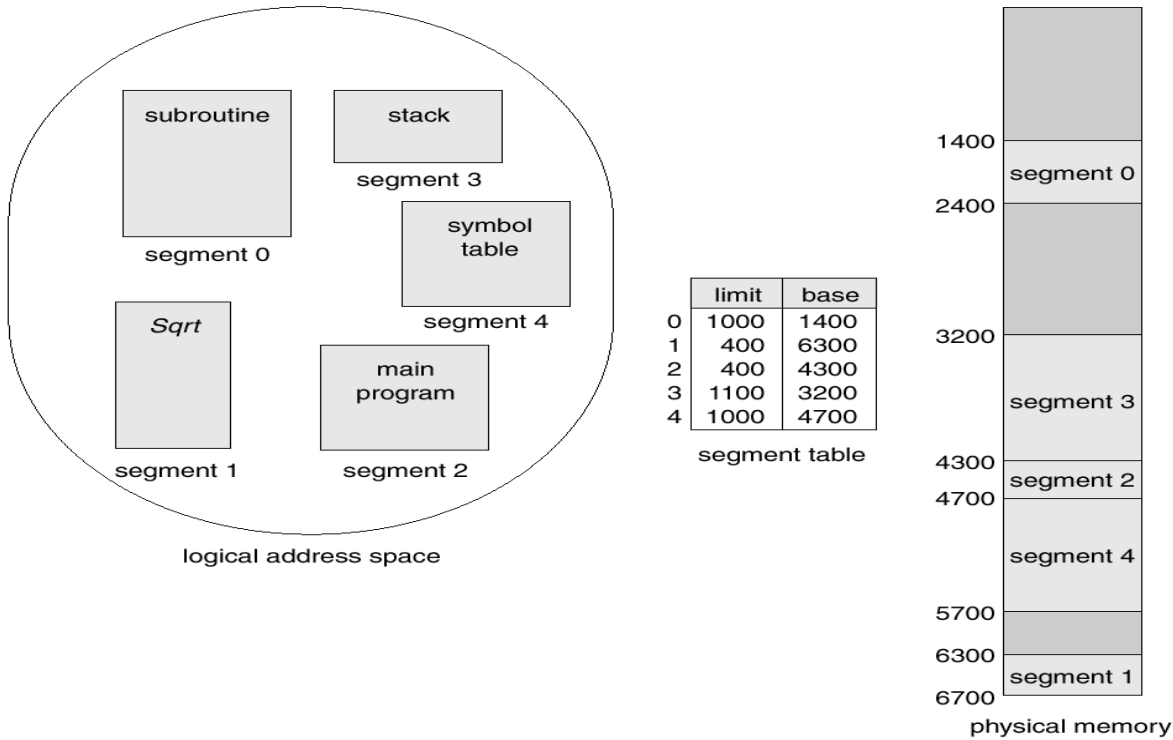 subroutine
segment 0
stack
segment 3
symbol
table
segment 4
Sqrt
segment 1
main
program
segment 2
logical address space
limit base
0 1000 1400
1 400 6300
2 400 4300
3 1100 3200
4 1000 4700
segment table
1400
segment 0
2400
3200
segment 3
4300
segment 2
4700
segment 4
5700
6300
segment 1
6700
physical memory